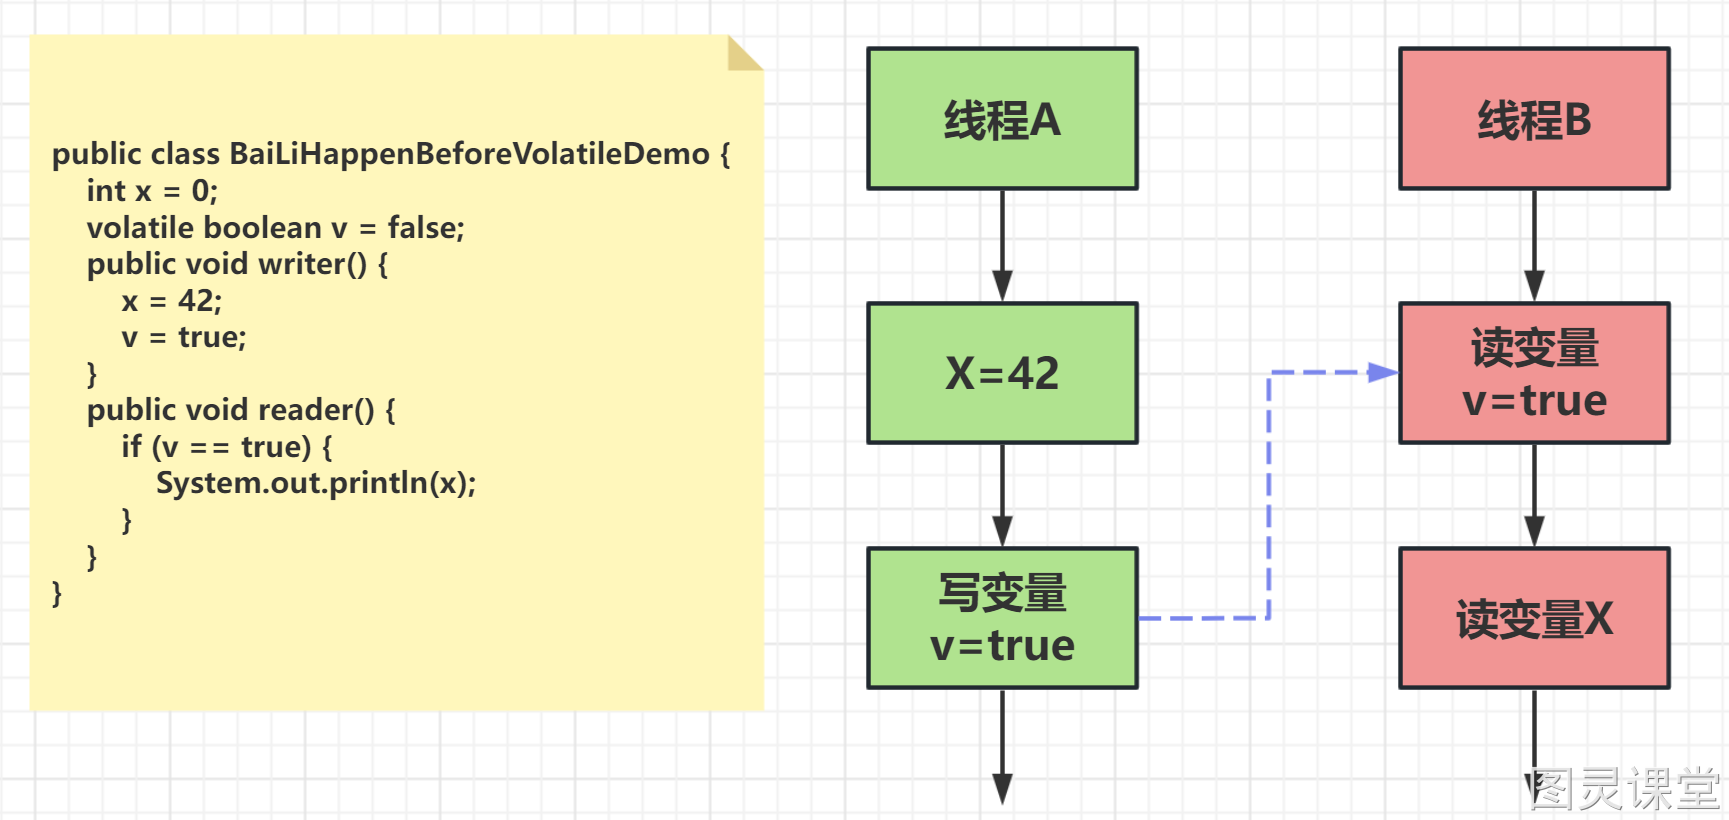 public class BaiLiHappenBeforeVolatileDemo {
int x = 0;
volatile boolean v = false;
public void writer() {
x = 42;
v = true;
}
public void reader() {
if (v == true) {
System.out.println(x);
}
}
}
线程A
X=42
写变量
v=true
线程B
读变量
v=true
读变量X
图灵课堂